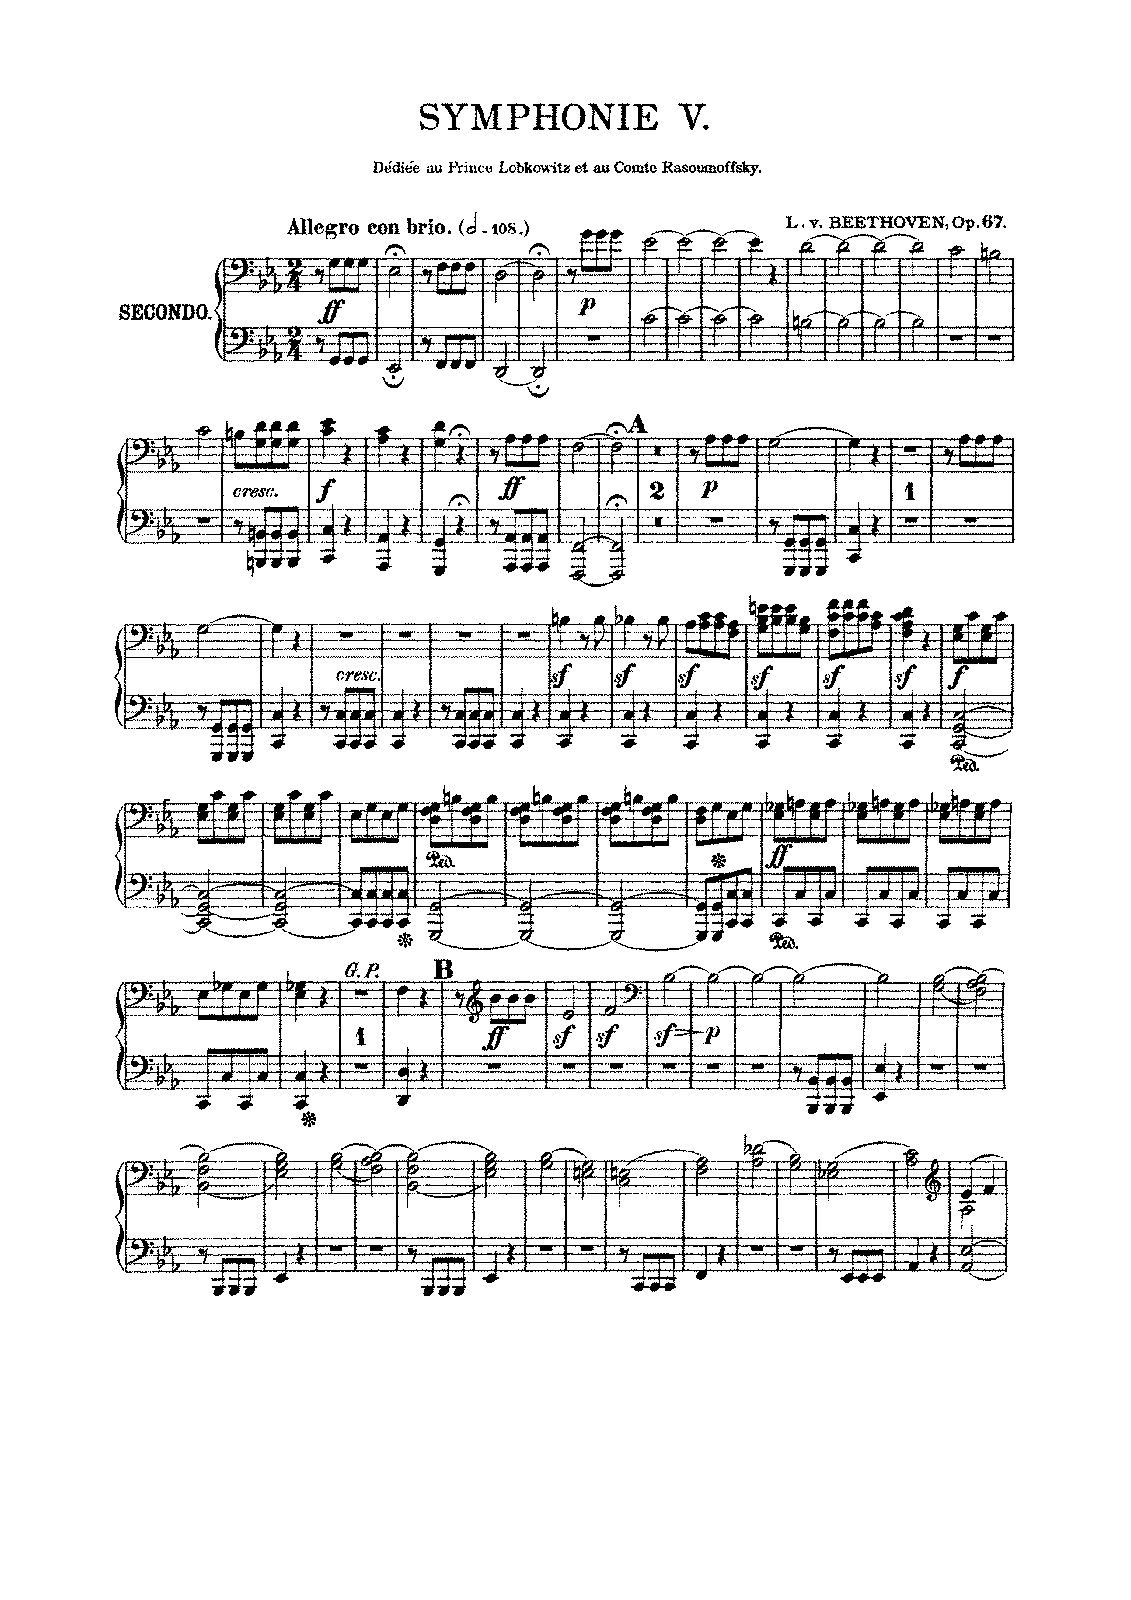 SYMPHONIE V.
Dédiée au Prince Lobkowitz et au Comte Rasoumoffsky.
Allegro con brio. (𝅗𝅥 - 108.)
L. v. BEETHOVEN, Op. 67.
SECONDO.
ff p
A
cresc. f ff 2 p 1
cresc. sf sf sf sf sf sf f
Ped.
Ped. ff
Ped.
G. P. B
1 ff sf sf sf p